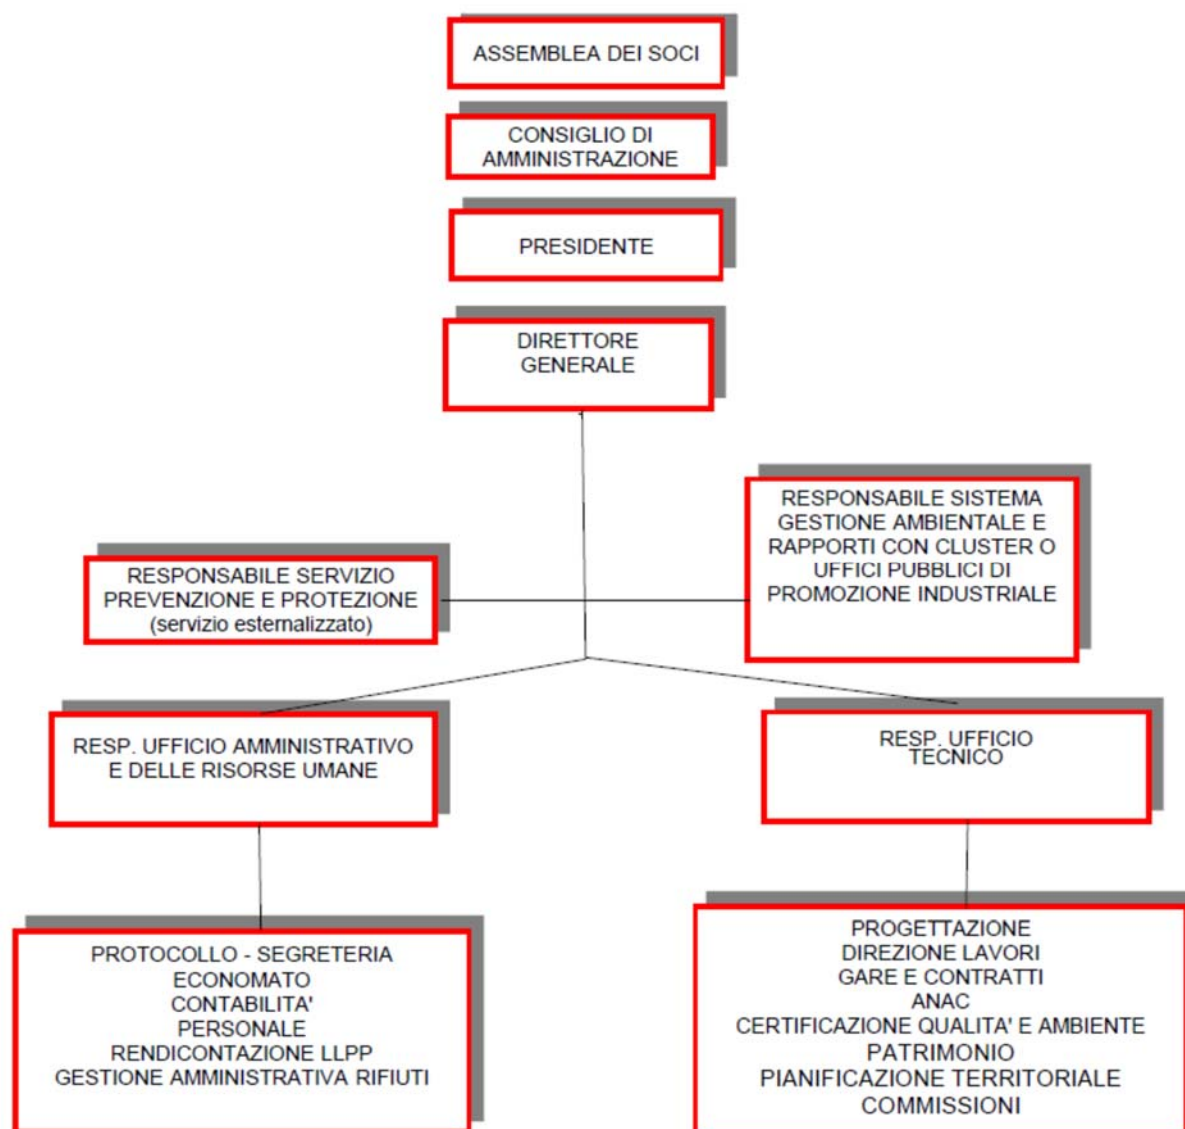 ASSEMBLEA DEI SOCI
CONSIGLIO DI
AMMINISTRAZIONE
PRESIDENTE
DIRETTORE
GENERALE
RESPONSABILE SISTEMA
GESTIONE AMBIENTALE E
RAPPORTI CON CLUSTER O
UFFICI PUBBLICI DI
PROMOZIONE INDUSTRIALE
RESPONSABILE SERVIZIO
PREVENZIONE E PROTEZIONE
(servizio esternalizzato)
RESP. UFFICIO AMMINISTRATIVO
E DELLE RISORSE UMANE
RESP. UFFICIO
TECNICO
PROTOCOLLO - SEGRETERIA
ECONOMATO
CONTABILITA'
PERSONALE
RENDICONTAZIONE LLPP
GESTIONE AMMINISTRATIVA RIFIUTI
PROGETTAZIONE
DIREZIONE LAVORI
GARE E CONTRATTI
ANAC
CERTIFICAZIONE QUALITA' E AMBIENTE
PATRIMONIO
PIANIFICAZIONE TERRITORIALE
COMMISSIONI